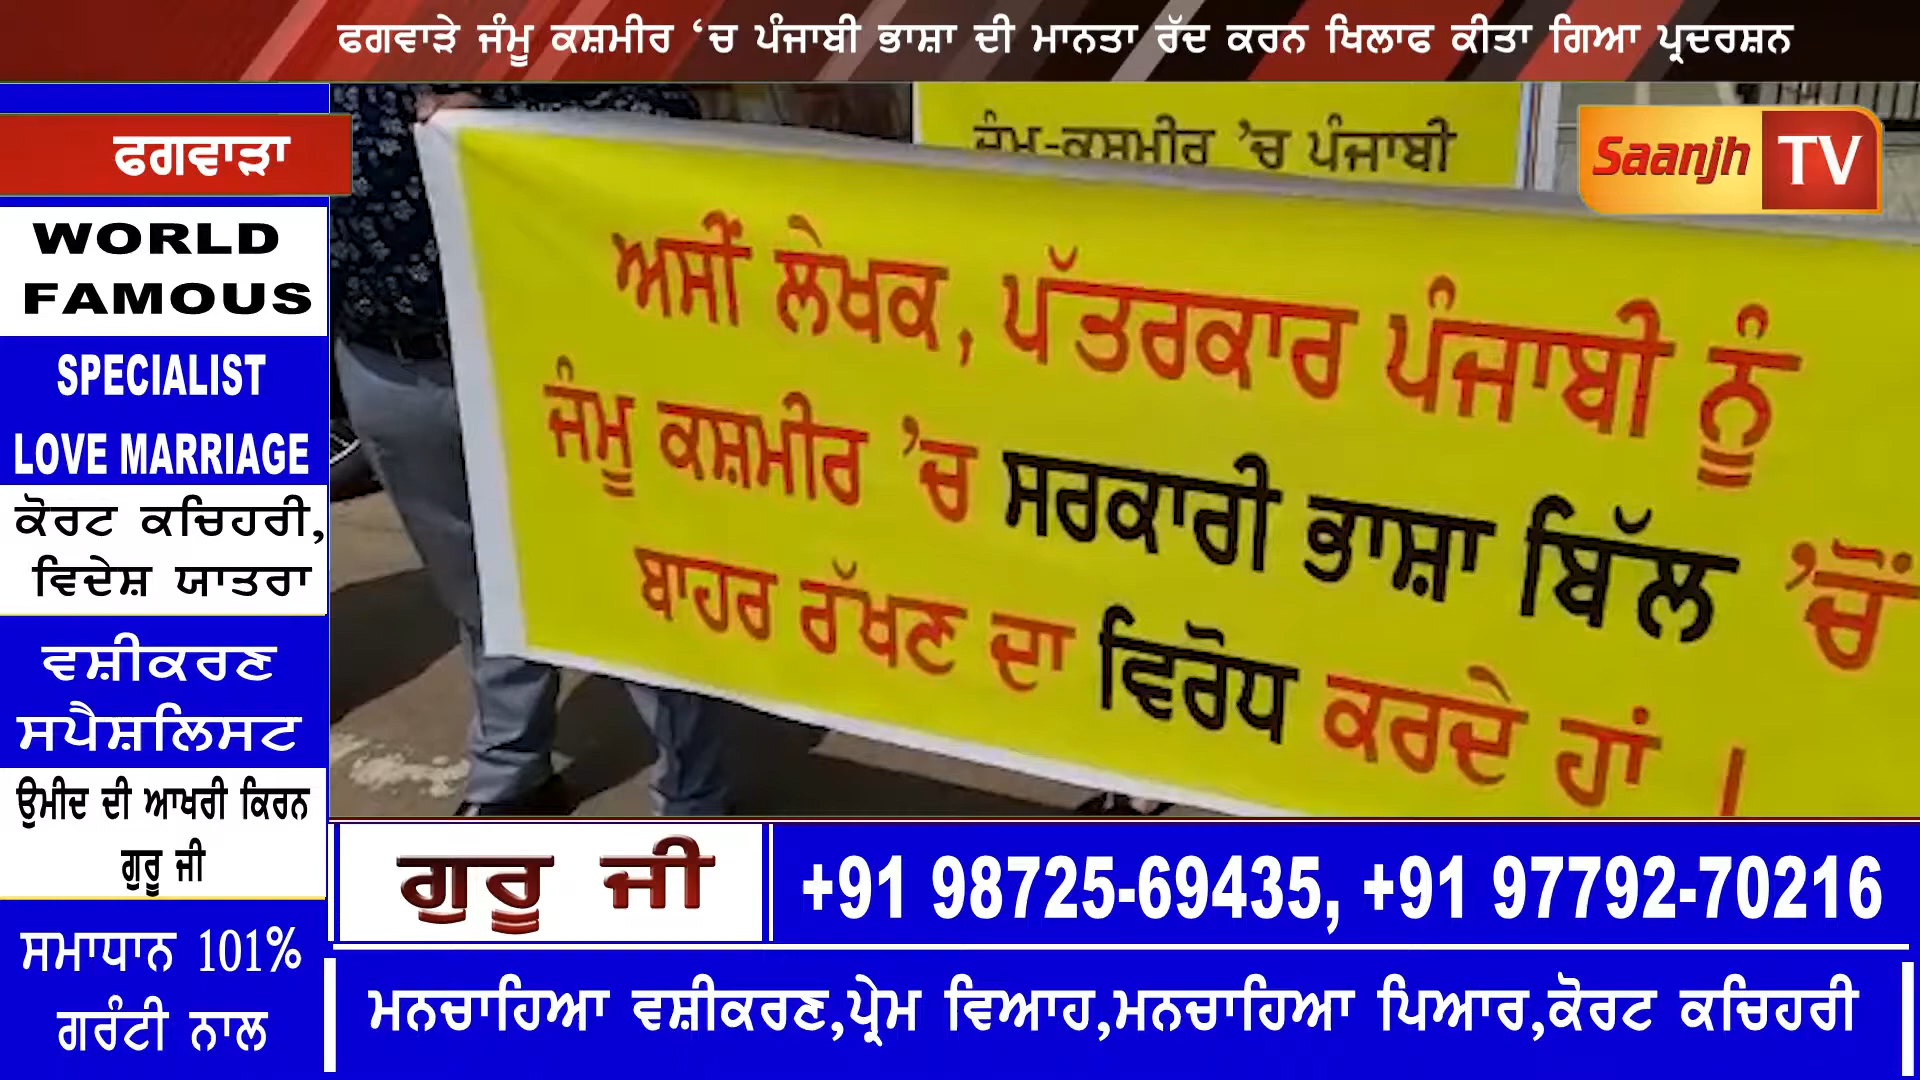 ਫਗਵਾੜੇ ਜੰਮੂ ਕਸ਼ਮੀਰ ‘ਚ ਪੰਜਾਬੀ ਭਾਸ਼ਾ ਦੀ ਮਾਨਤਾ ਰੱਦ ਕਰਨ ਖਿਲਾਫ ਕੀਤਾ ਗਿਆ ਪ੍ਰਦਰਸ਼ਨ
ਫਗਵਾੜਾ
WORLD
FAMOUS
SPECIALIST
LOVE MARRIAGE
ਕੋਰਟ ਕਚਿਹਰੀ,
ਵਿਦੇਸ਼ ਯਾਤਰਾ
ਵਸ਼ੀਕਰਣ
ਸਪੈਸ਼ਲਿਸਟ
ਉਮੀਦ ਦੀ ਆਖਰੀ ਕਿਰਨ
ਗੁਰੂ ਜੀ
ਸਮਾਧਾਨ 101%
ਗਰੰਟੀ ਨਾਲ
ਜੰਮੂ-ਕਸ਼ਮੀਰ ’ਚ ਪੰਜਾਬੀ
Saanjh TV
ਅਸੀਂ ਲੇਖਕ, ਪੱਤਰਕਾਰ ਪੰਜਾਬੀ ਨੂੰ
ਜੰਮੂ ਕਸ਼ਮੀਰ ’ਚ ਸਰਕਾਰੀ ਭਾਸ਼ਾ ਬਿੱਲ ’ਚੋਂ
ਬਾਹਰ ਰੱਖਣ ਦਾ ਵਿਰੋਧ ਕਰਦੇ ਹਾਂ ।
ਗੁਰੂ ਜੀ
+91 98725-69435, +91 97792-70216
ਮਨਚਾਹਿਆ ਵਸ਼ੀਕਰਣ,ਪ੍ਰੇਮ ਵਿਆਹ,ਮਨਚਾਹਿਆ ਪਿਆਰ,ਕੋਰਟ ਕਚਿਹਰੀ